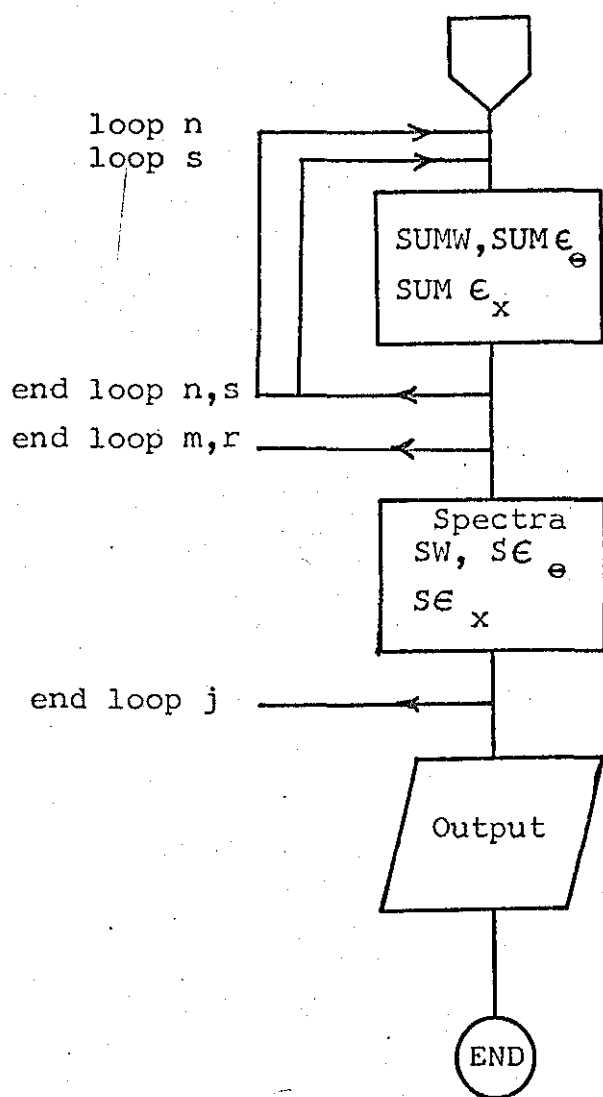 loop n
loop s
SUMW, SUM ϵ_θ
SUM ϵ_x
end loop n,s
end loop m,r
Spectra
SW, Sϵ_θ
Sϵ_x
end loop j
Output
END